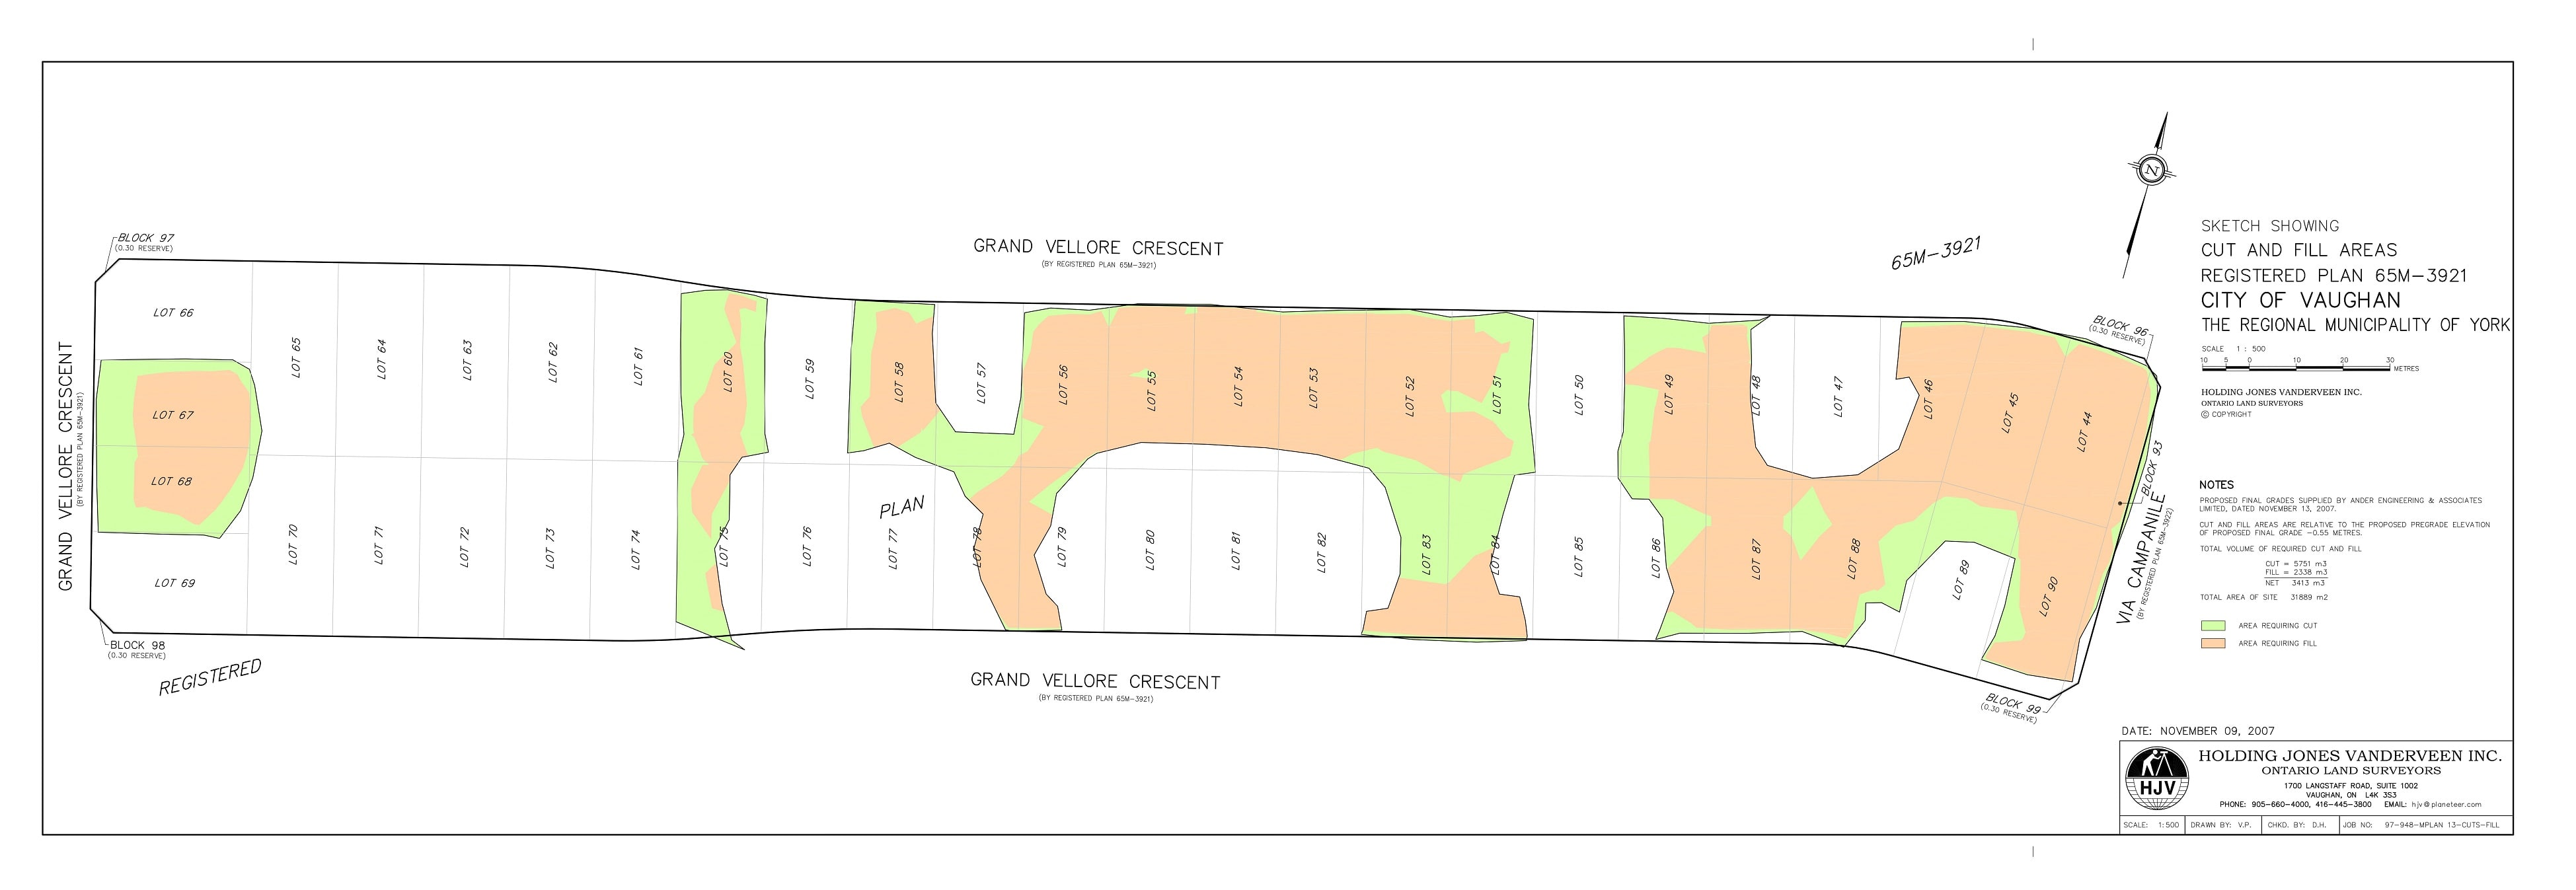 BLOCK 97
(0.30 RESERVE)
GRAND VELLORE CRESCENT
(BY REGISTERED PLAN 65M-3921)
65M-3921
N
SKETCH SHOWING
CUT AND FILL AREAS
REGISTERED PLAN 65M-3921
CITY OF VAUGHAN
THE REGIONAL MUNICIPALITY OF YORK
SCALE 1 : 500
10 5 0 10 20 30
METRES
HOLDING JONES VANDERVEEN INC.
ONTARIO LAND SURVEYORS
© COPYRIGHT
BLOCK 96
(0.30 RESERVE)
GRAND VELLORE CRESCENT
(BY REGISTERED PLAN 65M-3921)
LOT 66
LOT 67
LOT 68
LOT 69
LOT 65
LOT 64
LOT 63
LOT 62
LOT 61
LOT 60
LOT 59
LOT 58
LOT 57
LOT 56
LOT 55
LOT 54
LOT 53
LOT 52
LOT 51
LOT 50
LOT 49
LOT 48
LOT 47
LOT 46
LOT 45
LOT 44
LOT 70
LOT 71
LOT 72
LOT 73
LOT 74
LOT 75
LOT 76
LOT 77
LOT 78
LOT 79
LOT 80
LOT 81
LOT 82
LOT 83
LOT 84
LOT 85
LOT 86
LOT 87
LOT 88
LOT 89
LOT 90
PLAN
BLOCK 93
VIA CAMPANILE
(BY REGISTERED PLAN 65M-3922)
BLOCK 98
(0.30 RESERVE)
REGISTERED
GRAND VELLORE CRESCENT
(BY REGISTERED PLAN 65M-3921)
BLOCK 99
(0.30 RESERVE)
NOTES
PROPOSED FINAL GRADES SUPPLIED BY ANDER ENGINEERING & ASSOCIATES
LIMITED, DATED NOVEMBER 13, 2007.
CUT AND FILL AREAS ARE RELATIVE TO THE PROPOSED PREGRADE ELEVATION
OF PROPOSED FINAL GRADE -0.55 METRES.
TOTAL VOLUME OF REQUIRED CUT AND FILL
CUT = 5751 m3
FILL = 2338 m3
NET 3413 m3
TOTAL AREA OF SITE 31889 m2
AREA REQUIRING CUT
AREA REQUIRING FILL
DATE: NOVEMBER 09, 2007
HJV
HOLDING JONES VANDERVEEN INC.
ONTARIO LAND SURVEYORS
1700 LANGSTAFF ROAD, SUITE 1002
VAUGHAN, ON L4K 3S3
PHONE: 905-660-4000, 416-445-3800 EMAIL: hjv@planeteer.com
SCALE: 1:500 DRAWN BY: V.P. CHKD. BY: D.H. JOB NO: 97-948-MPLAN 13-CUTS-FILL